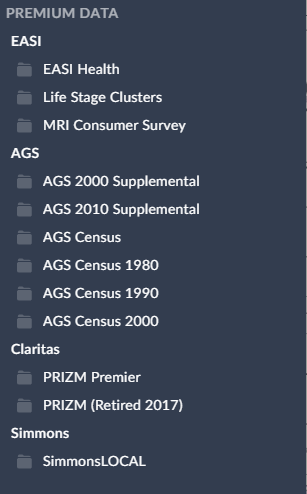 PREMIUM DATA
EASI
EASI Health
Life Stage Clusters
MRI Consumer Survey
AGS
AGS 2000 Supplemental
AGS 2010 Supplemental
AGS Census
AGS Census 1980
AGS Census 1990
AGS Census 2000
Claritas
PRIZM Premier
PRIZM (Retired 2017)
Simmons
SimmonsLOCAL